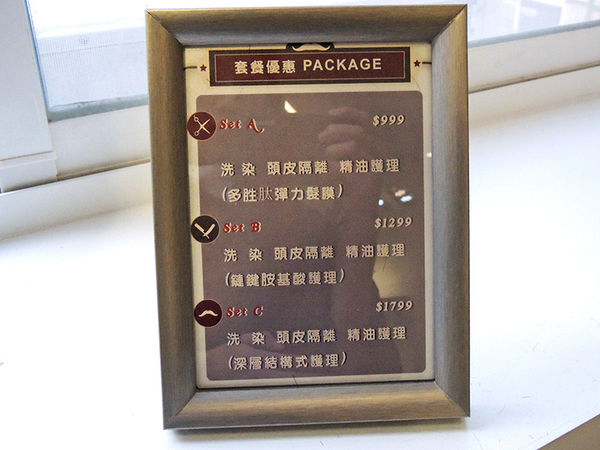 套餐優惠 PACKAGE
Set A $999
洗 染 頭皮隔離 精油護理
(多胜肽彈力髮膜)
Set B $1299
洗 染 頭皮隔離 精油護理
(鏈鍵胺基酸護理)
Set C $1799
洗 染 頭皮隔離 精油護理
(深層結構式護理)